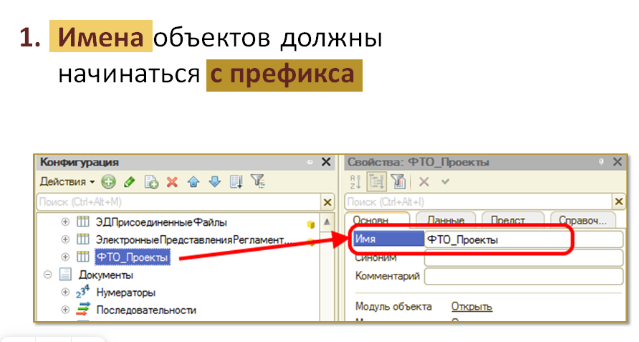 1. Имена объектов должны
начинаться с префикса
Конфигурация
Действия
Поиск (Ctrl+Alt+M)
ЭДПрисоединенныеФайлы
ЭлектронныеПредставленияРегламент...
ФТО_Проекты
Документы
Нумераторы
Последовательности
Свойства: ФТО_Проекты
Поиск (Ctrl+Alt+I)
Основн... Данные Предст... Справоч...
Имя ФТО_Проекты
Синоним
Комментарий
Модуль объекта Открыть